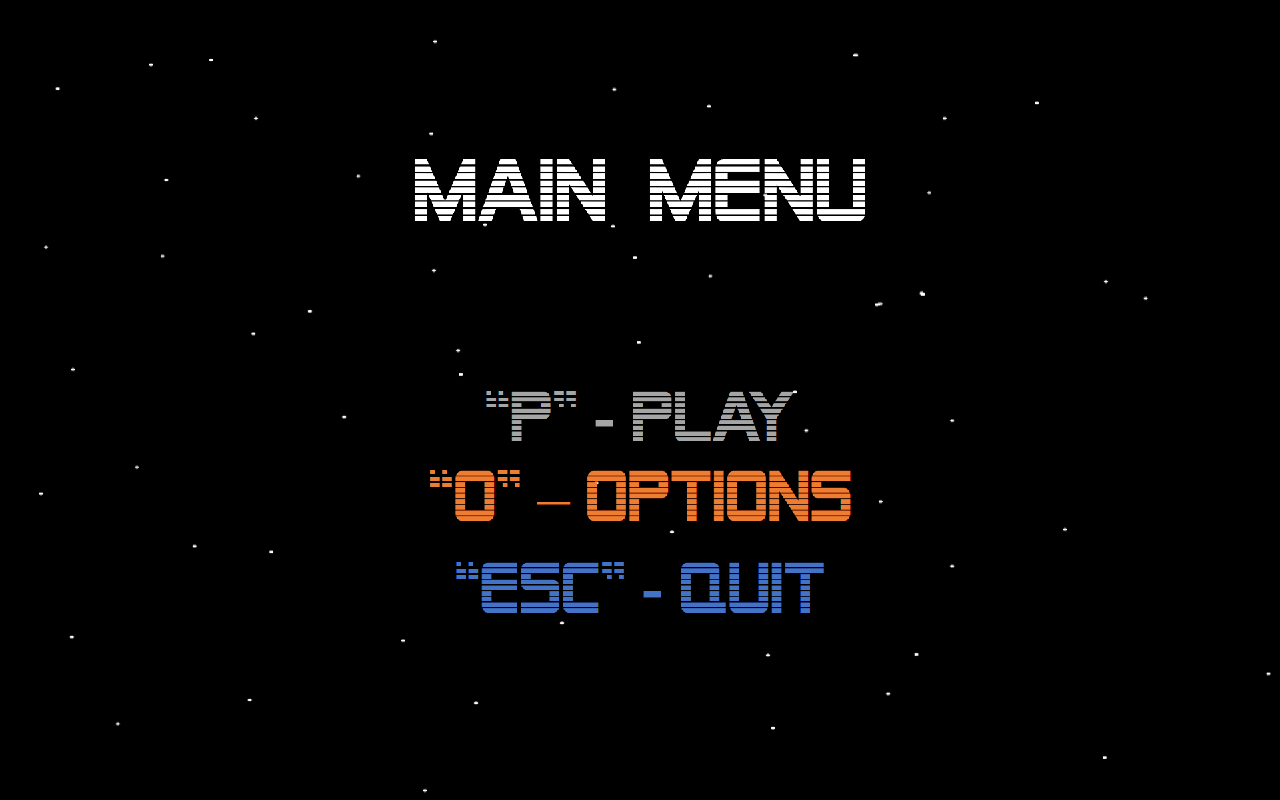 MAIN MENU
“P” - PLAY
“O” – OPTIONS
“ESC” - QUIT